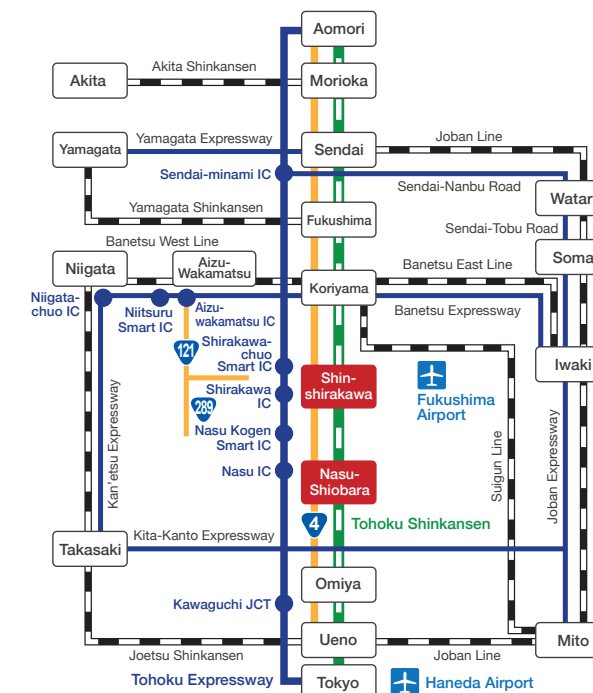 Aomori
Akita Shinkansen
Akita
Morioka
Yamagata Expressway
Joban Line
Yamagata
Sendai
Sendai-minami IC
Sendai-Nanbu Road
Watar
Yamagata Shinkansen
Fukushima
Sendai-Tobu Road
Banetsu West Line
Soma
Niigata
Aizu-
Wakamatsu
Banetsu East Line
Koriyama
Niigata-
chuo IC
Niitsuru
Smart IC
Aizu-
wakamatsu IC
Banetsu Expressway
121
Shirakawa-
chuo
Smart IC
Iwaki
Shin-
shirakawa
Shirakawa
IC
289
Fukushima
Airport
Nasu Kogen
Smart IC
Kan'etsu Expressway
Suigun Line
Joban Expressway
Nasu IC
Nasu-
Shiobara
4
Tohoku Shinkansen
Kita-Kanto Expressway
Takasaki
Omiya
Kawaguchi JCT
Ueno
Mito
Joetsu Shinkansen
Joban Line
Tohoku Expressway
Tokyo
Haneda Airport